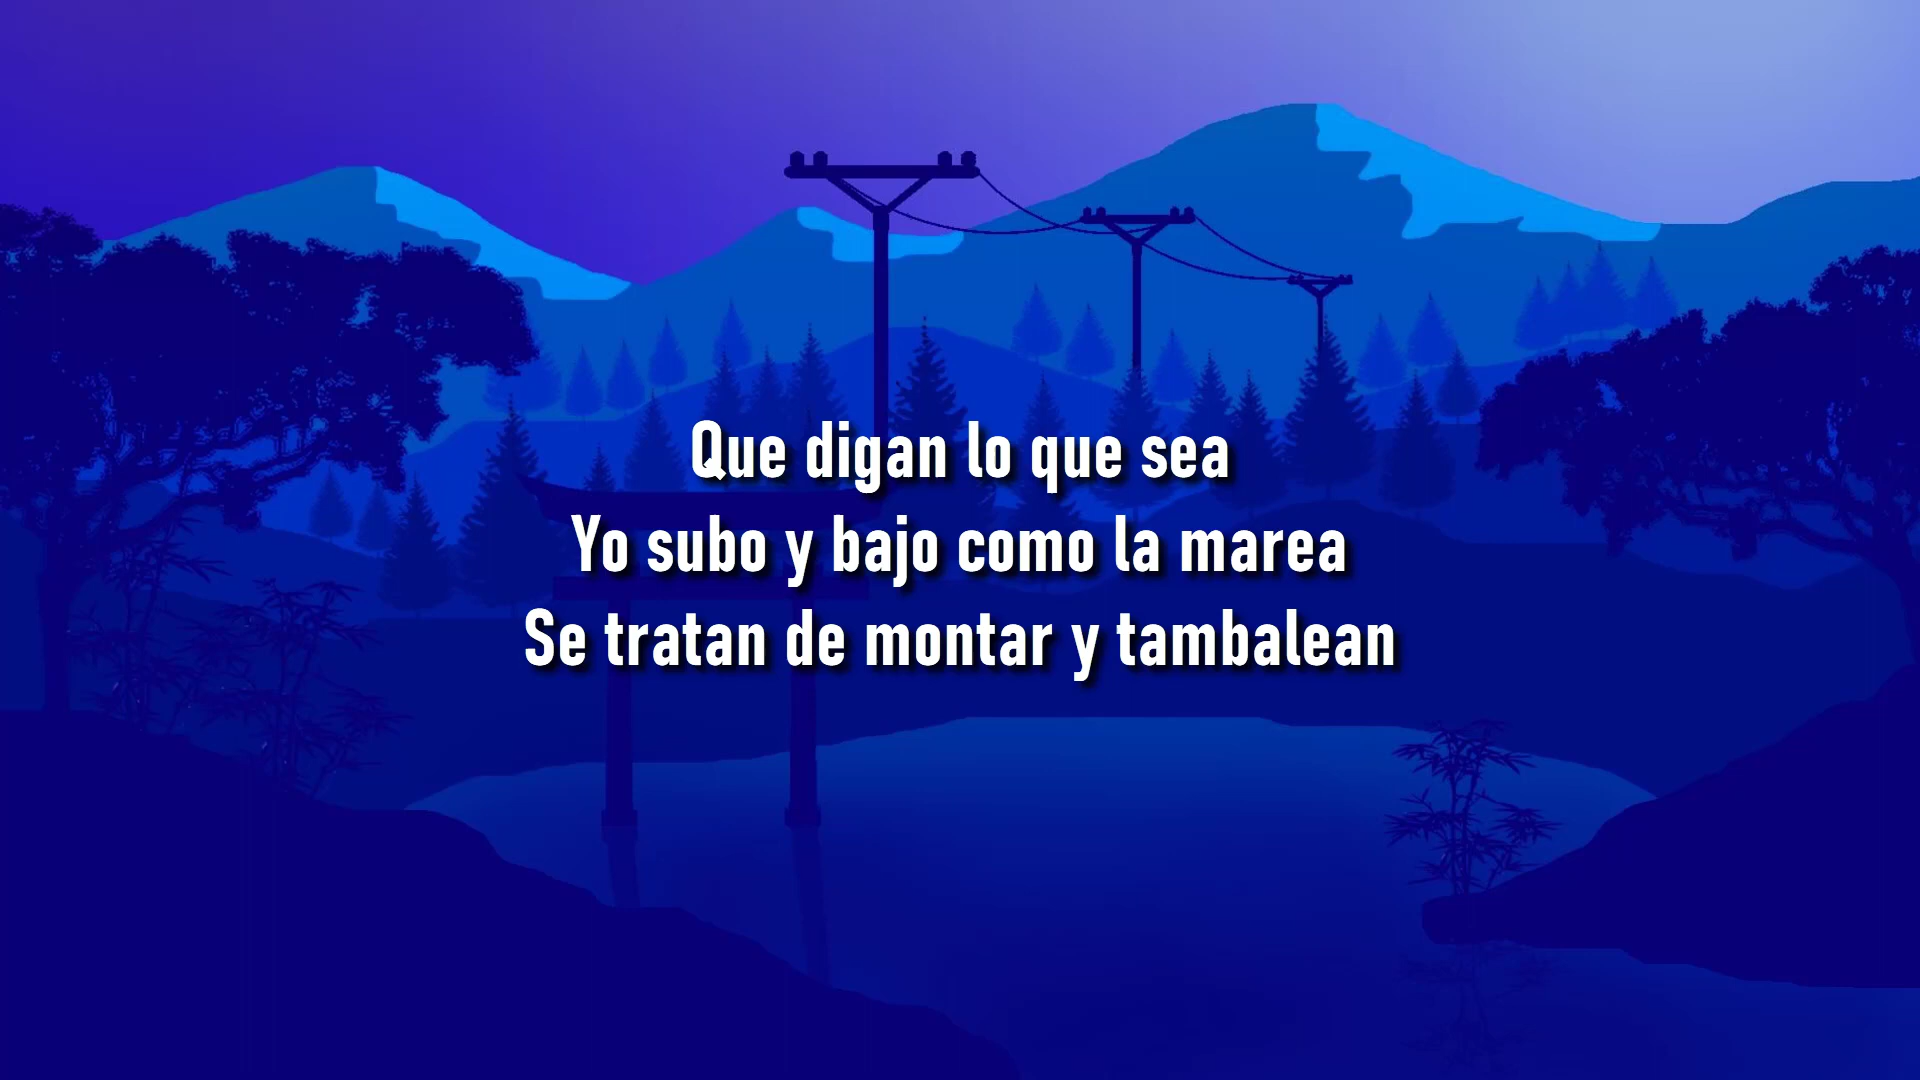 Que digan lo que sea
Yo subo y bajo como la marea
Se tratan de montar y tambalean